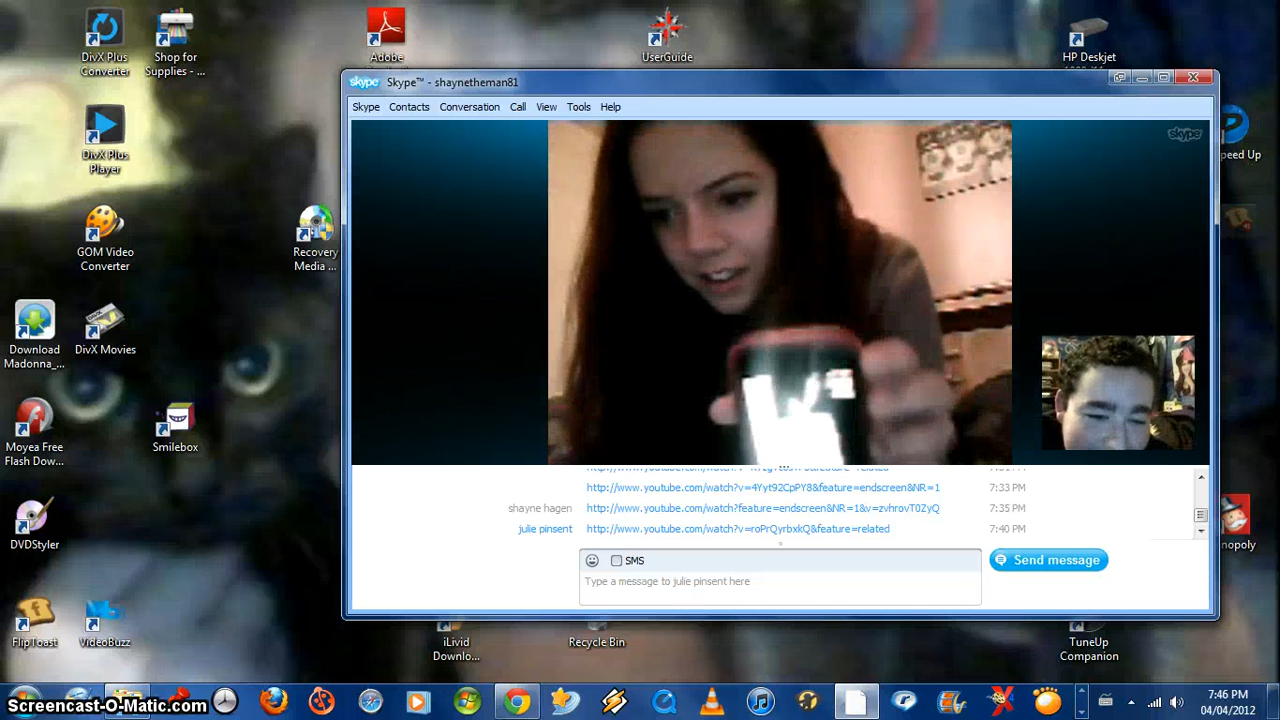 DivX Plus
Converter
Shop for
Supplies - ...
Adobe
UserGuide
HP Deskjet
skype Skype™ - shaynetheman81
Skype Contacts Conversation Call View Tools Help
skype
DivX Plus
Player
Speed Up
GOM Video
Converter
Recovery
Media ...
Download
Madonna_...
DivX Movies
Moyea Free
Flash Dow...
Smilebox
http://www.youtube.com/watch?v=4Yyt92CpPY8&feature=endscreen&NR=1 7:33 PM
shayne hagen http://www.youtube.com/watch?feature=endscreen&NR=1&v=zvhrovT0ZyQ 7:35 PM
julie pinsent http://www.youtube.com/watch?v=roPrQyrbxkQ&feature=related 7:40 PM
DVDStyler
nopoly
SMS
Send message
Type a message to julie pinsent here
FlipToast
VideoBuzz
iLivid
Downlo...
Recycle Bin
TuneUp
Companion
Screencast-O-Matic.com
7:46 PM
04/04/2012